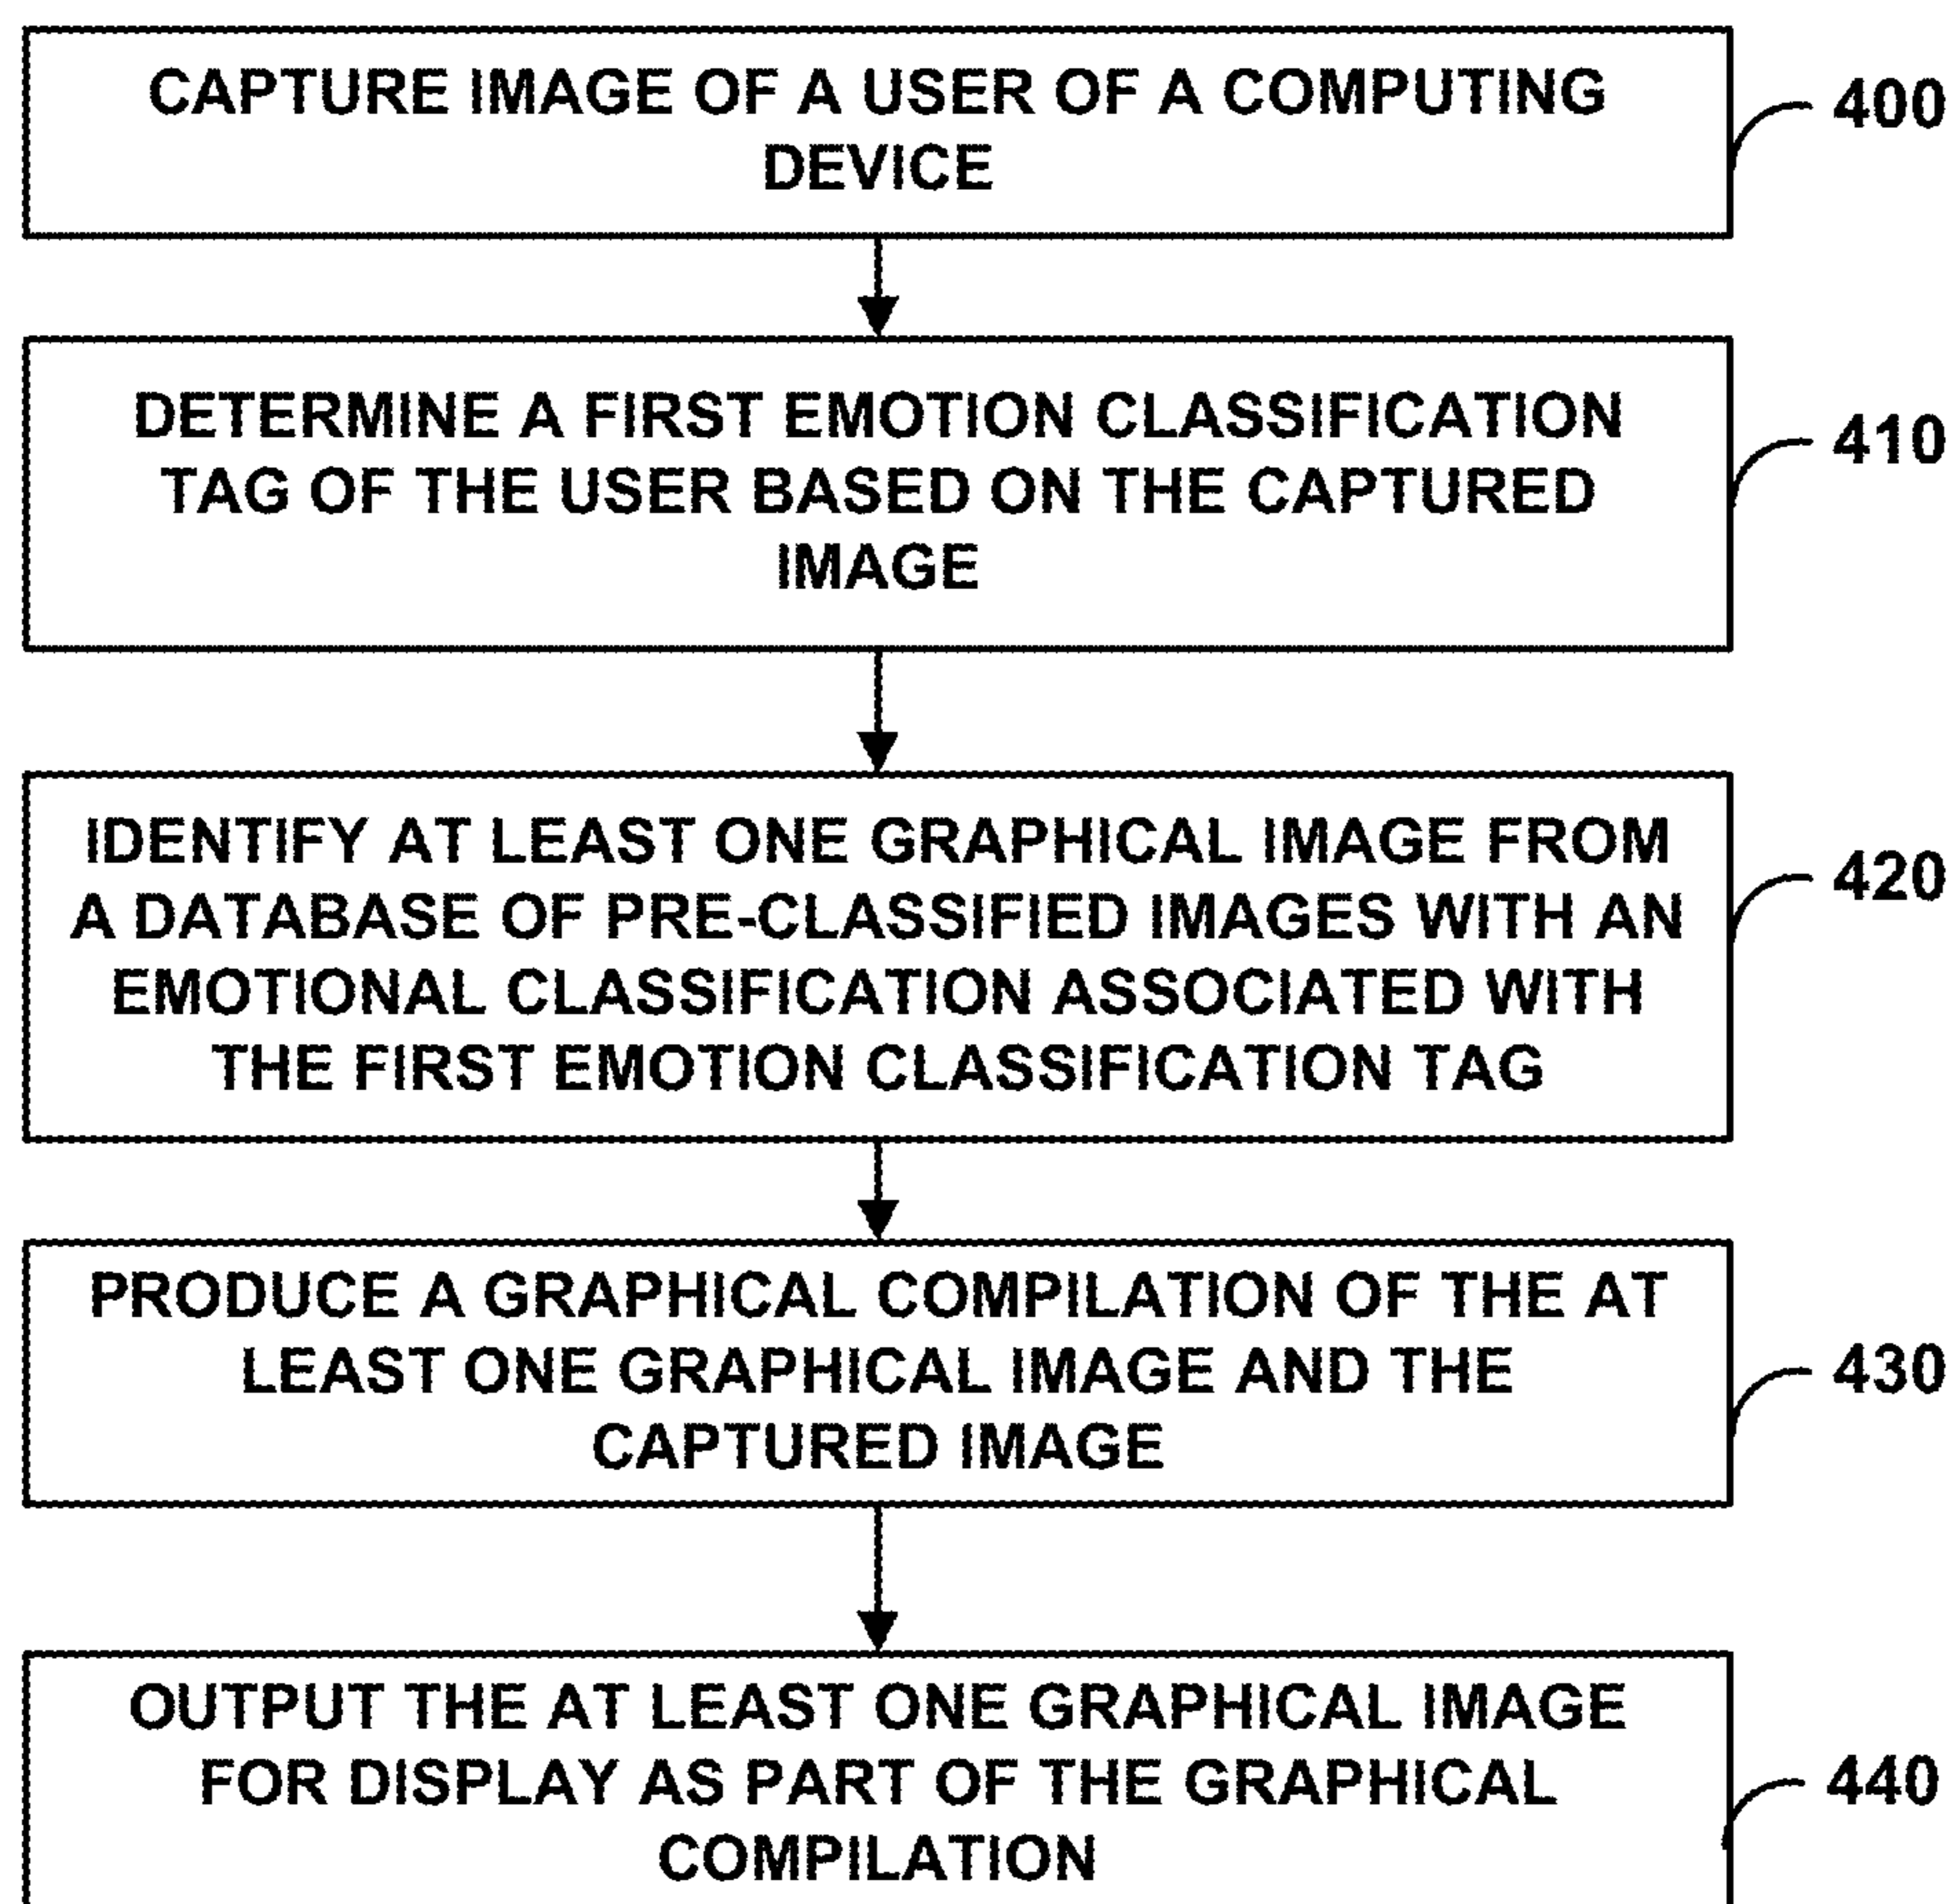 CAPTURE IMAGE OF A USER OF A COMPUTING
DEVICE
400
DETERMINE A FIRST EMOTION CLASSIFICATION
TAG OF THE USER BASED ON THE CAPTURED
IMAGE
410
IDENTIFY AT LEAST ONE GRAPHICAL IMAGE FROM
A DATABASE OF PRE-CLASSIFIED IMAGES WITH AN
EMOTIONAL CLASSIFICATION ASSOCIATED WITH
THE FIRST EMOTION CLASSIFICATION TAG
420
PRODUCE A GRAPHICAL COMPILATION OF THE AT
LEAST ONE GRAPHICAL IMAGE AND THE
CAPTURED IMAGE
430
OUTPUT THE AT LEAST ONE GRAPHICAL IMAGE
FOR DISPLAY AS PART OF THE GRAPHICAL
COMPILATION
440